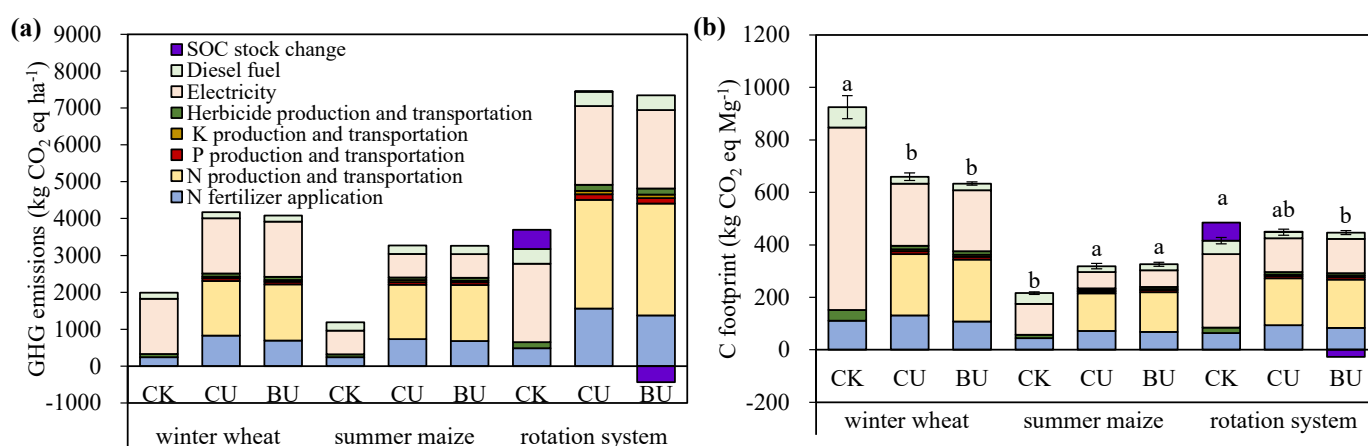 (a)
GHG emissions (kg CO₂ eq ha⁻¹)
9000
8000
7000
6000
5000
4000
3000
2000
1000
0
-1000
SOC stock change
Diesel fuel
Electricity
Herbicide production and transportation
K production and transportation
P production and transportation
N production and transportation
N fertilizer application
CK CU BU CK CU BU CK CU BU
winter wheat summer maize rotation system
(b)
C footprint (kg CO₂ eq Mg⁻¹)
1200
1000
800
600
400
200
0
-200
a b b b a a a ab b
CK CU BU CK CU BU CK CU BU
winter wheat summer maize rotation system